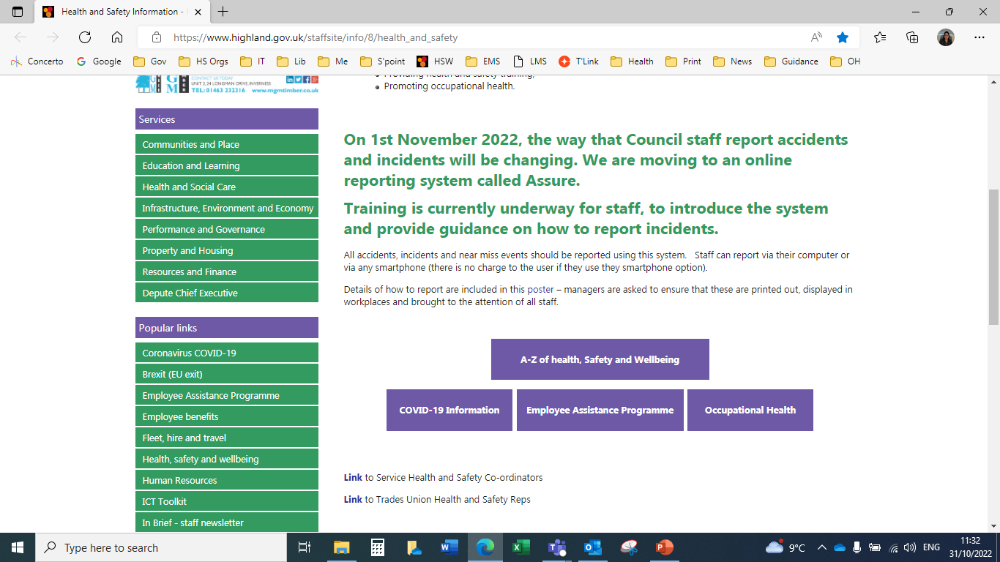 Health and Safety Information -
https://www.highland.gov.uk/staffsite/info/8/health_and_safety
Concerto
Google
Gov
HS Orgs
IT
Lib
Me
S'point
HSW
EMS
LMS
T'Link
Health
Print
News
Guidance
OH
GM
CONTACT US TODAY
UNIT 2, 24 LONGMAN DRIVE, INVERNESS
TEL: 01463 232316 www.mgmtimber.co.uk
Services
Communities and Place
Education and Learning
Health and Social Care
Infrastructure, Environment and Economy
Performance and Governance
Property and Housing
Resources and Finance
Depute Chief Executive
Popular links
Coronavirus COVID-19
Brexit (EU exit)
Employee Assistance Programme
Employee benefits
Fleet, hire and travel
Health, safety and wellbeing
Human Resources
ICT Toolkit
In Brief - staff newsletter
Providing health and safety training;
Promoting occupational health.
On 1st November 2022, the way that Council staff report accidents
and incidents will be changing. We are moving to an online
reporting system called Assure.
Training is currently underway for staff, to introduce the system
and provide guidance on how to report incidents.
All accidents, incidents and near miss events should be reported using this system. Staff can report via their computer or
via any smartphone (there is no charge to the user if they use they smartphone option).
Details of how to report are included in this poster – managers are asked to ensure that these are printed out, displayed in
workplaces and brought to the attention of all staff.
A-Z of health, Safety and Wellbeing
COVID-19 Information
Employee Assistance Programme
Occupational Health
Link to Service Health and Safety Co-ordinators
Link to Trades Union Health and Safety Reps
Type here to search
9°C
ENG
11:32
31/10/2022